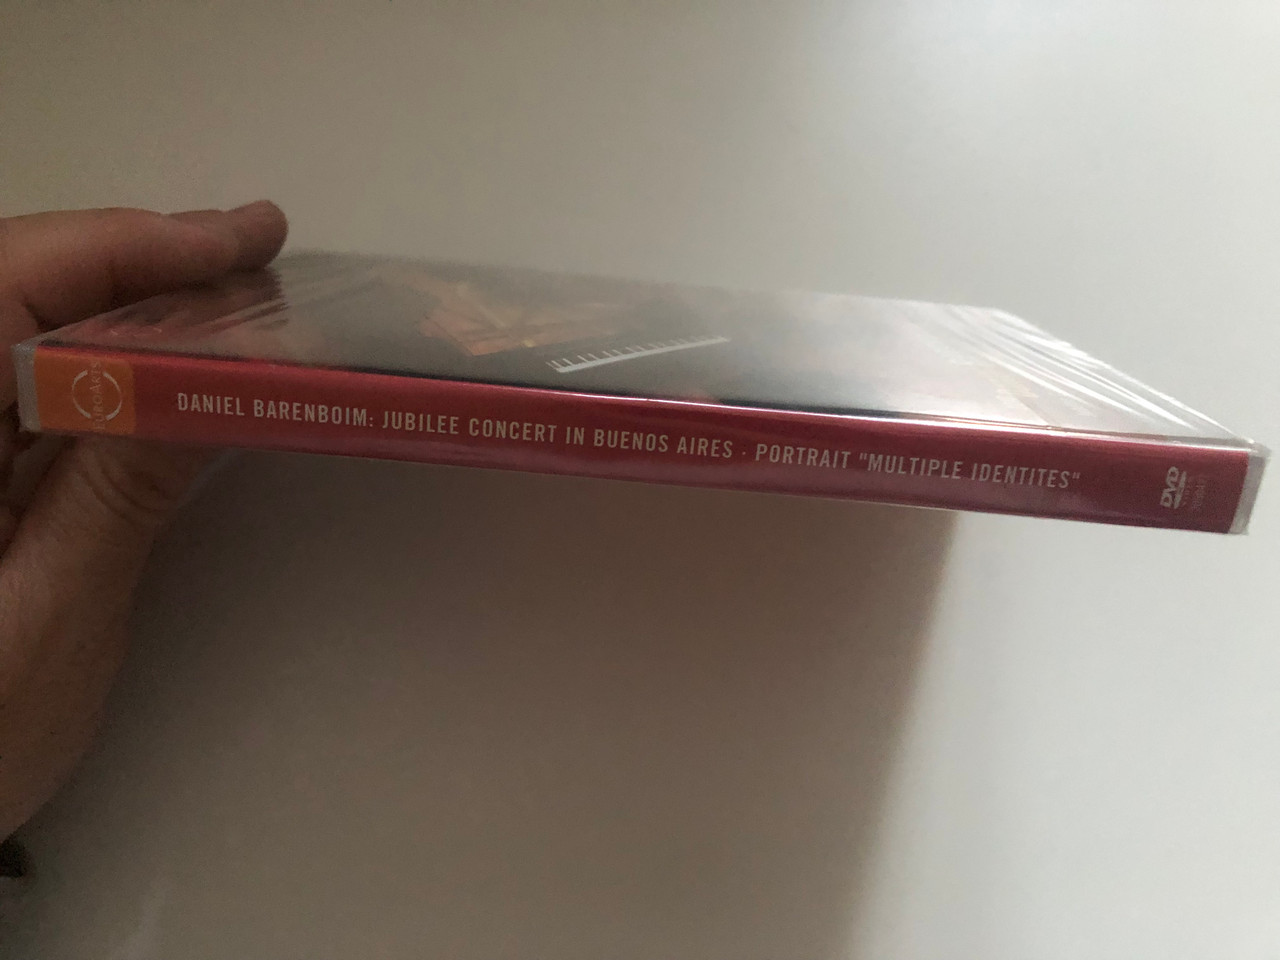 EUROARTS
DANIEL BARENBOIM: JUBILEE CONCERT IN BUENOS AIRES · PORTRAIT "MULTIPLE IDENTITES"
DVD